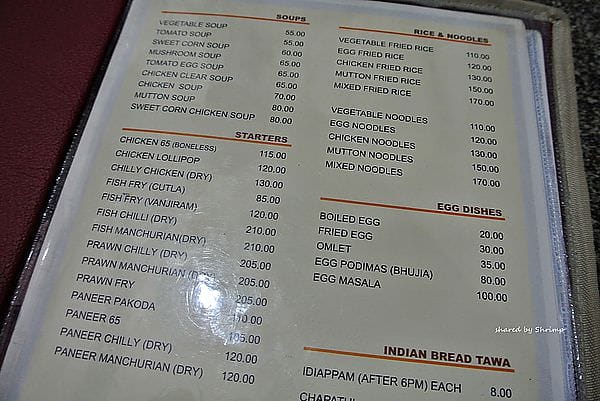 SOUPS
VEGETABLE SOUP 55.00
TOMATO SOUP 55.00
SWEET CORN SOUP 60.00
MUSHROOM SOUP 65.00
TOMATO EGG SOUP 65.00
CHICKEN CLEAR SOUP 65.00
CHICKEN SOUP 70.00
MUTTON SOUP 80.00
SWEET CORN CHICKEN SOUP 80.00
STARTERS
CHICKEN 65 (BONELESS) 115.00
CHICKEN LOLLIPOP 120.00
CHILLY CHICKEN (DRY) 130.00
FISH FRY (CUTLA) 85.00
FISH FRY (VANJIRAM) 120.00
FISH CHILLI (DRY) 210.00
FISH MANCHURIAN(DRY) 210.00
PRAWN CHILLY (DRY) 205.00
PRAWN MANCHURIAN (DRY) 205.00
PRAWN FRY 205.00
PANEER PAKODA 110.00
PANEER 65 105.00
PANEER CHILLY (DRY) 120.00
PANEER MANCHURIAN (DRY) 120.00
RICE & NOODLES
VEGETABLE FRIED RICE 110.00
EGG FRIED RICE 120.00
CHICKEN FRIED RICE 130.00
MUTTON FRIED RICE 150.00
MIXED FRIED RICE 170.00
VEGETABLE NOODLES 110.00
EGG NOODLES 120.00
CHICKEN NOODLES 130.00
MUTTON NOODLES 150.00
MIXED NOODLES 170.00
EGG DISHES
BOILED EGG 20.00
FRIED EGG 30.00
OMLET 35.00
EGG PODIMAS (BHUJIA) 80.00
EGG MASALA 100.00
shared by Shrimp
INDIAN BREAD TAWA
IDIAPPAM (AFTER 6PM) EACH 8.00